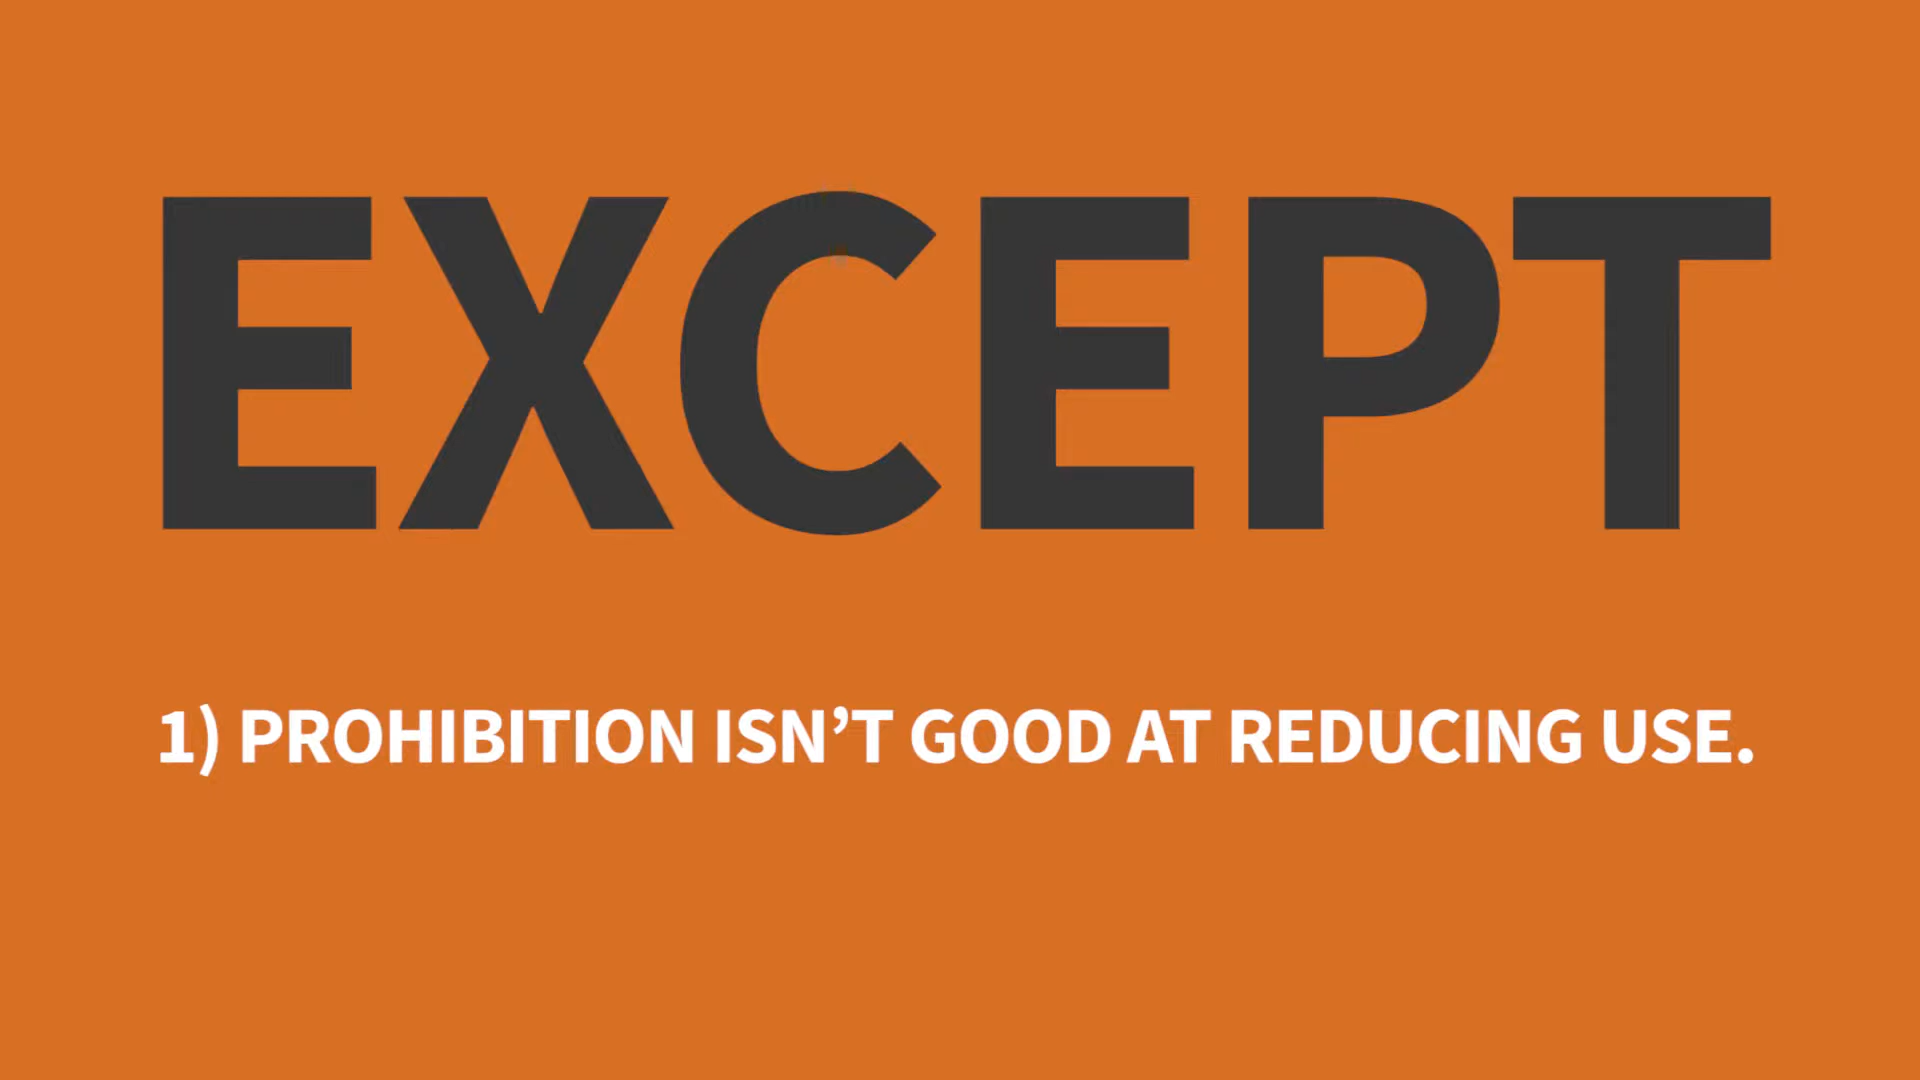 EXCEPT
1) PROHIBITION ISN’T GOOD AT REDUCING USE.